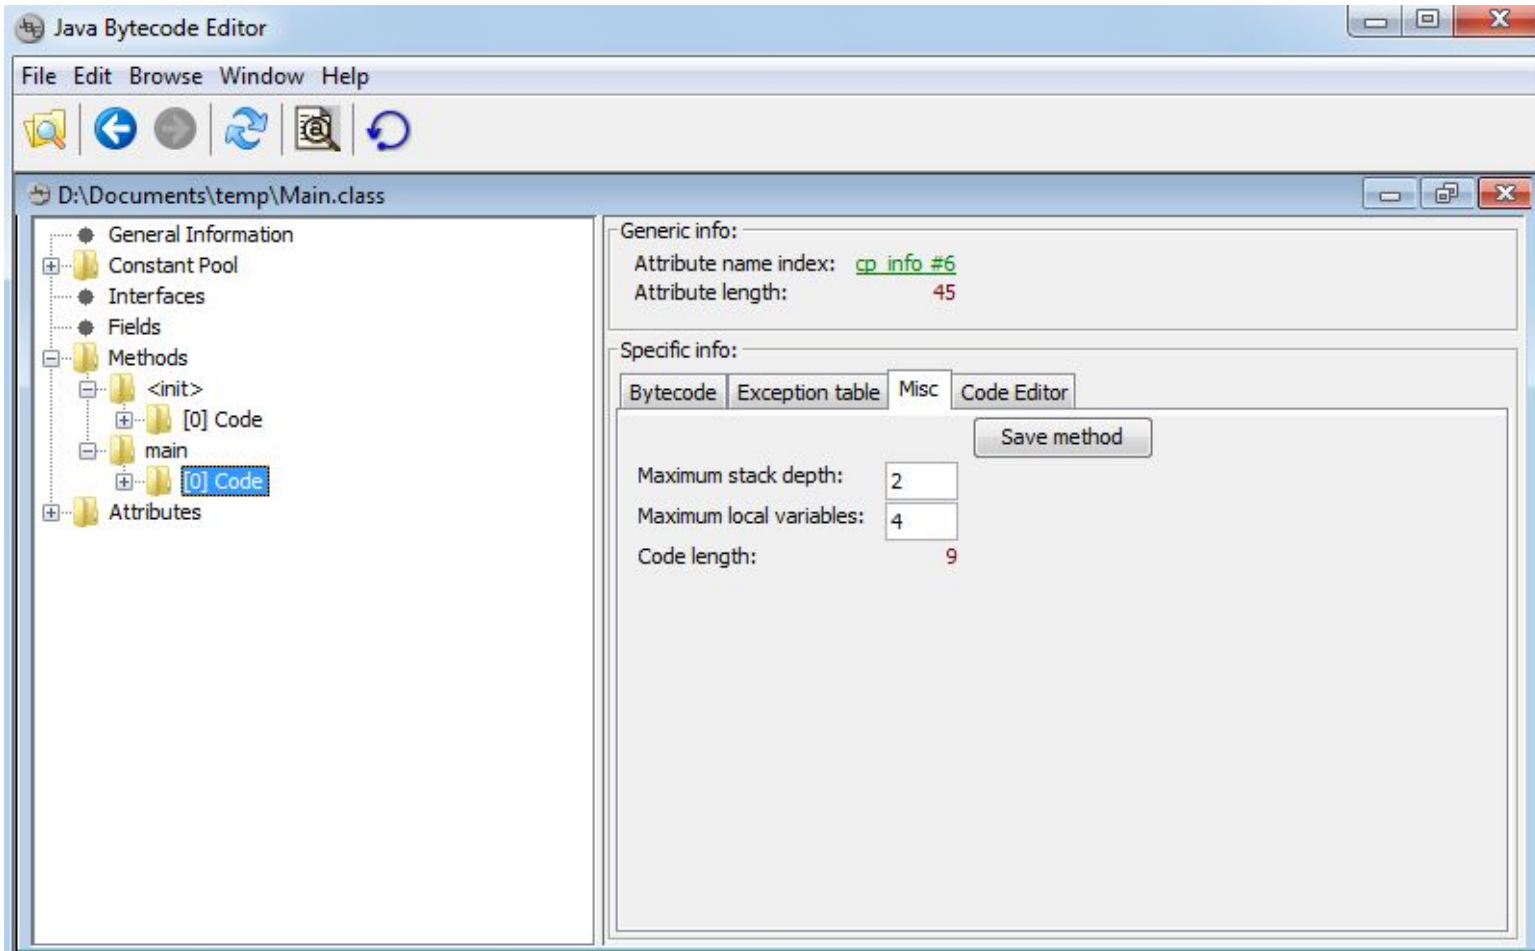 Java Bytecode Editor
File Edit Browse Window Help
D:\Documents\temp\Main.class
General Information
Constant Pool
Interfaces
Fields
Methods
<init>
[0] Code
main
[0] Code
Attributes
Generic info:
Attribute name index: cp_info #6
Attribute length: 45
Specific info:
Bytecode Exception table Misc Code Editor
Save method
Maximum stack depth: 2
Maximum local variables: 4
Code length: 9